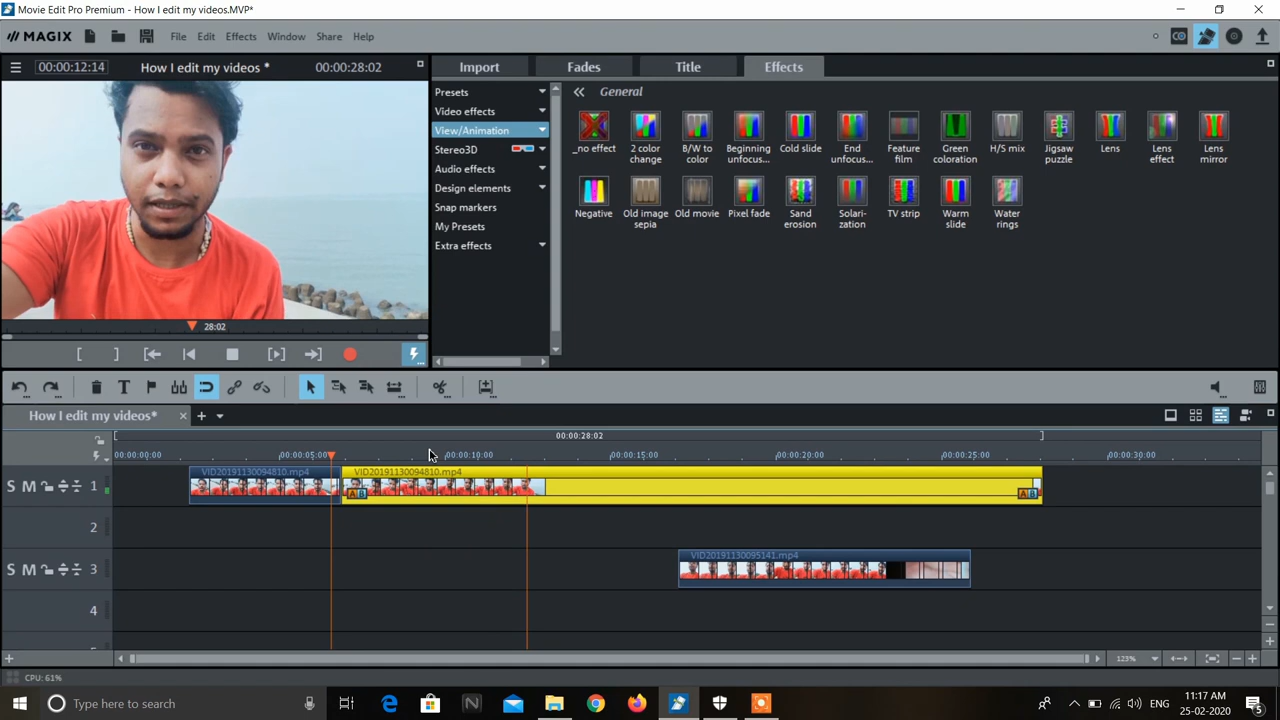 Movie Edit Pro Premium - How I edit my videos.MVP*
MAGIX File Edit Effects Window Share Help
00:00:12:14 How I edit my videos * 00:00:28:02
Import Fades Title Effects
Presets
Video effects
View/Animation
Stereo3D
Audio effects
Design elements
Snap markers
My Presets
Extra effects
General
_no effect
2 color change
B/W to color
Beginning unfocus...
Cold slide
End unfocus...
Feature film
Green coloration
H/S mix
Jigsaw puzzle
Lens
Lens effect
Lens mirror
Negative
Old image sepia
Old movie
Pixel fade
Sand erosion
Solari-zation
TV strip
Warm slide
Water rings
28:02
How I edit my videos*
00:00:28:02
00:00:00:00 00:00:05:00 00:00:10:00 00:00:15:00 00:00:20:00 00:00:25:00 00:00:30:00
S M 1
VID20191130094810.mp4 VID20191130094810.mp4
A B A B
2
S M 3
VID20191130095141.mp4
4
123%
CPU: 61%
Type here to search
ENG
11:17 AM
25-02-2020
5